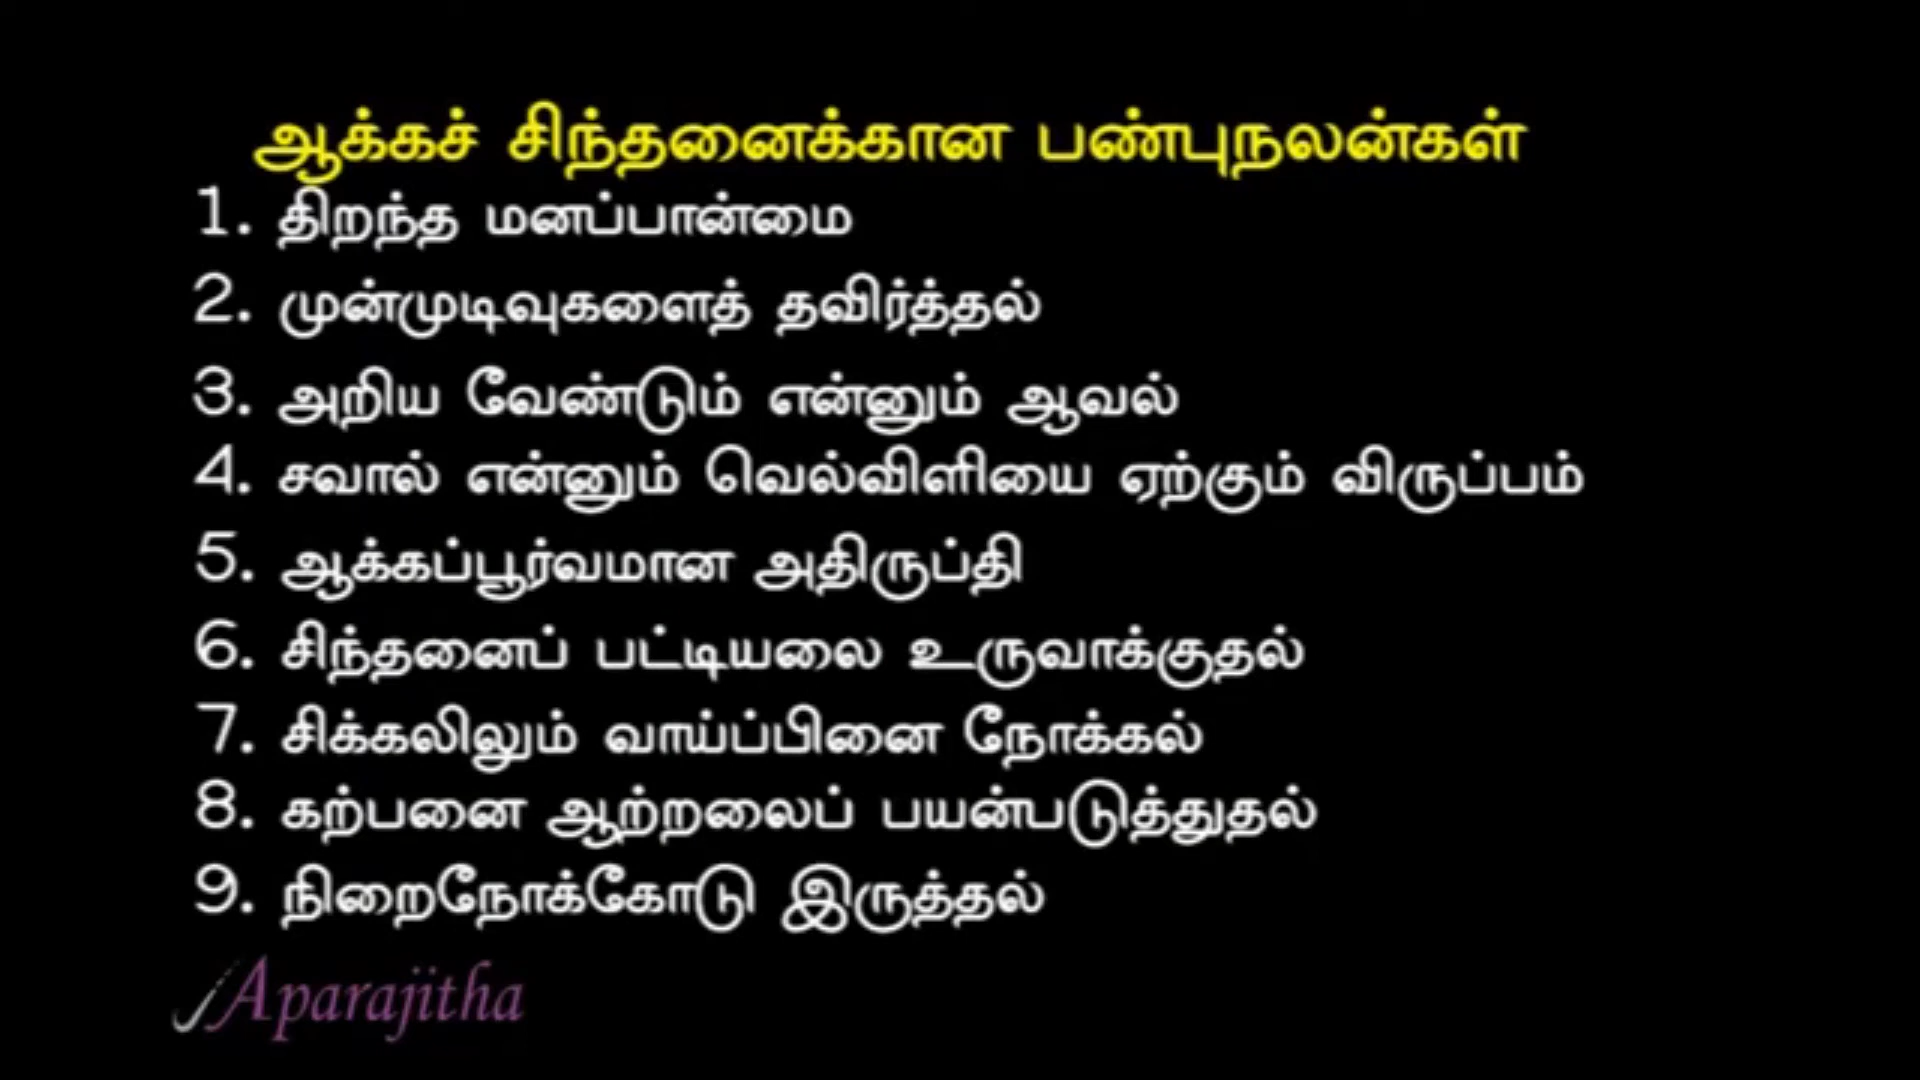 ஆக்கச் சிந்தனைக்கான பண்புநலன்கள்
1. திறந்த மனப்பான்மை
2. முன்முடிவுகளைத் தவிர்த்தல்
3. அறிய வேண்டும் என்னும் ஆவல்
4. சவால் என்னும் வெல்விளியை ஏற்கும் விருப்பம்
5. ஆக்கப்பூர்வமான அதிருப்தி
6. சிந்தனைப் பட்டியலை உருவாக்குதல்
7. சிக்கலிலும் வாய்ப்பினை நோக்கல்
8. கற்பனை ஆற்றலைப் பயன்படுத்துதல்
9. நிறைநோக்கோடு இருத்தல்
Aparajitha